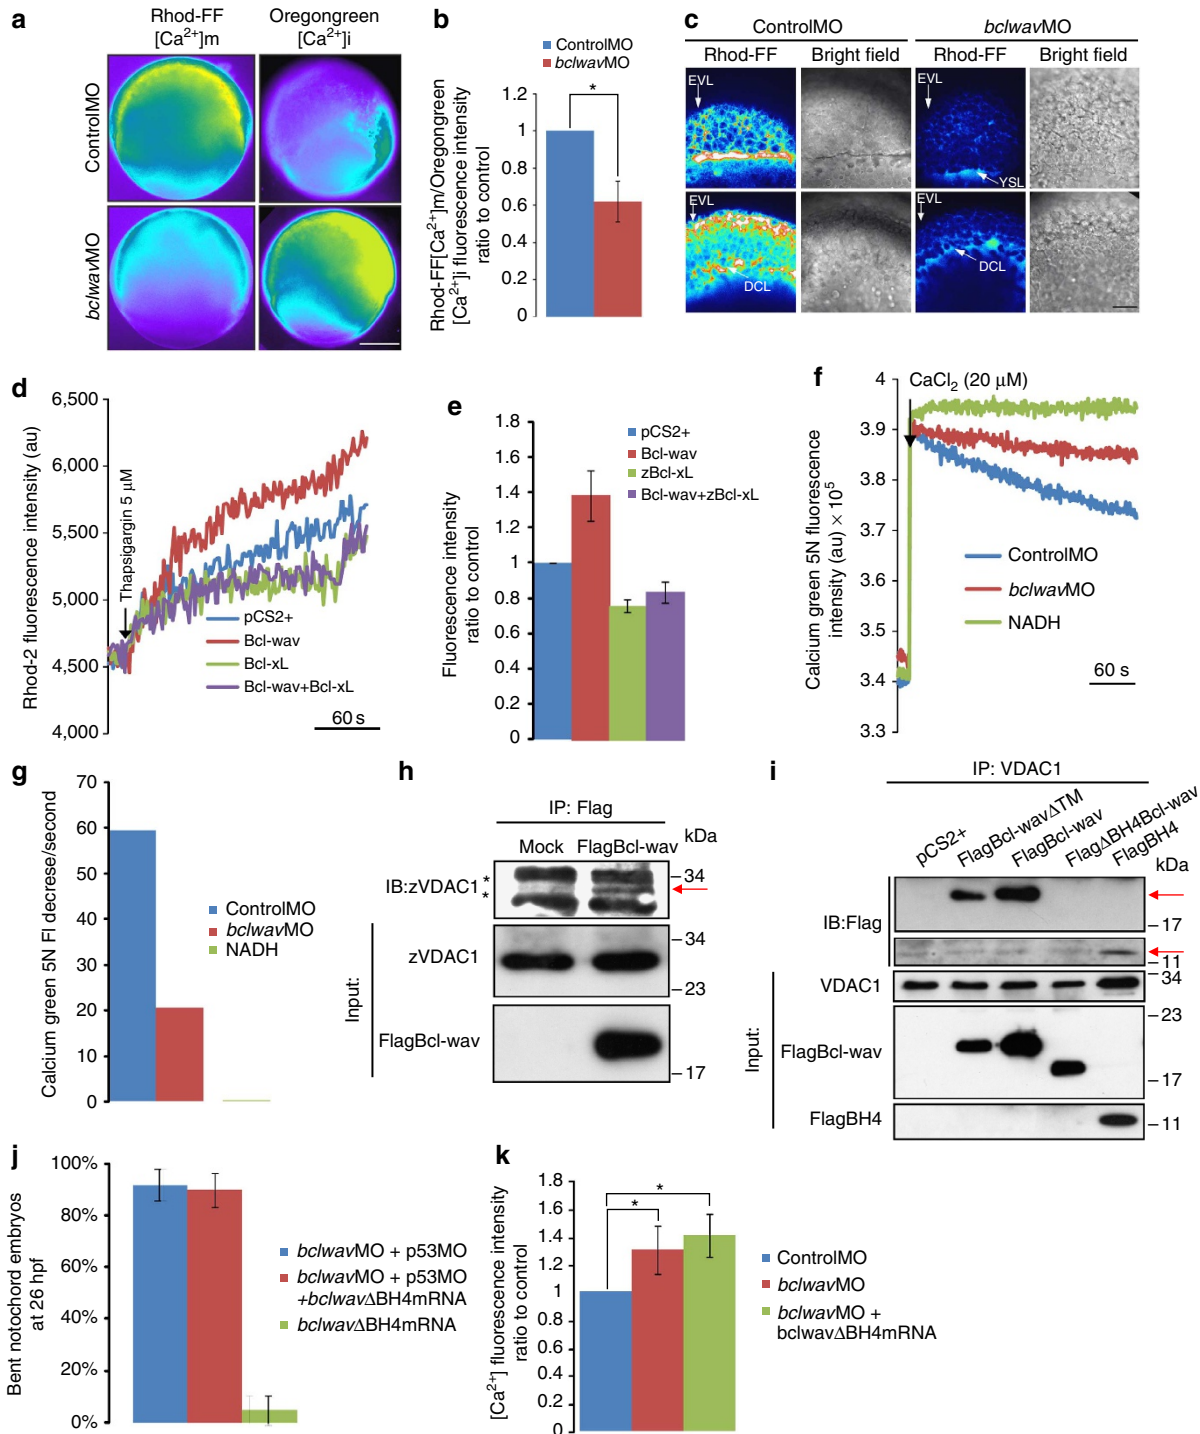 a
Rhod-FF
[Ca2+]m
Oregongreen
[Ca2+]i
ControlMO
bclwavMO
b
ControlMO
bclwavMO
*
Rhod-FF[Ca2+]m/Oregongreen
[Ca2+]i fluorescence intensity
ratio to control
1.2
1
0.8
0.6
0.4
0.2
0
c
ControlMO
bclwavMO
Rhod-FF
Bright field
Rhod-FF
Bright field
EVL
EVL
YSL
EVL
DCL
EVL
DCL
d
Rhod-2 fluorescence intensity (au)
6,500
6,000
5,500
5,000
4,500
4,000
Thapsigargin 5 µM
pCS2+
Bcl-wav
Bcl-xL
Bcl-wav+Bcl-xL
60 s
e
Fluorescence intensity
ratio to control
1.8
1.6
1.4
1.2
1
0.8
0.6
0.4
0.2
0
pCS2+
Bcl-wav
zBcl-xL
Bcl-wav+zBcl-xL
f
Calcium green 5N fluorescence
intensity (au) × 10^5
4
3.9
3.8
3.7
3.6
3.5
3.4
3.3
CaCl2 (20 µM)
ControlMO
bclwavMO
NADH
60 s
g
Calcium green 5N FI decrese/second
70
60
50
40
30
20
10
0
ControlMO
bclwavMO
NADH
h
IP: Flag
Mock
FlagBcl-wav
kDa
IB:zVDAC1
*
*
34
Input:
zVDAC1
34
23
FlagBcl-wav
17
i
IP: VDAC1
pCS2+
FlagBcl-wavΔTM
FlagBcl-wav
FlagΔBH4Bcl-wav
FlagBH4
kDa
IB:Flag
17
11
Input:
VDAC1
34
23
FlagBcl-wav
17
FlagBH4
11
j
Bent notochord embryos
at 26 hpf
100%
80%
60%
40%
20%
0%
bclwavMO + p53MO
bclwavMO + p53MO
+bclwavΔBH4mRNA
bclwavΔBH4mRNA
k
[Ca2+] fluorescence intensity
ratio to control
1.8
1.6
1.4
1.2
1
0.8
0.6
0.4
0.2
0
*
*
ControlMO
bclwavMO
bclwavMO +
bclwavΔBH4mRNA